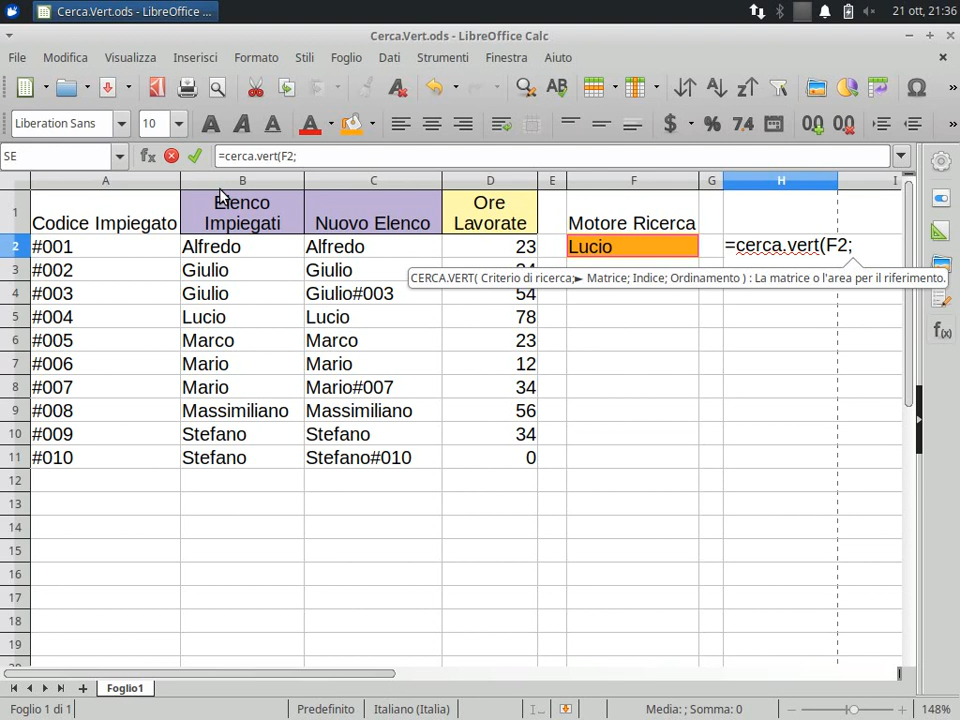 Cerca.Vert.ods - LibreOffice ...
21 ott, 21:36
Cerca.Vert.ods - LibreOffice Calc
File Modifica Visualizza Inserisci Formato Stili Foglio Dati Strumenti Finestra Aiuto
Liberation Sans 10
SE =cerca.vert(F2;
A B C D E F G H I
1 Codice Impiegato Elenco Impiegati Nuovo Elenco Ore Lavorate Motore Ricerca
2 #001 Alfredo Alfredo 23 Lucio =cerca.vert(F2;
3 #002 Giulio Giulio
CERCA.VERT( Criterio di ricerca;► Matrice; Indice; Ordinamento ) : La matrice o l'area per il riferimento.
4 #003 Giulio Giulio#003 54
5 #004 Lucio Lucio 78
6 #005 Marco Marco 23
7 #006 Mario Mario 12
8 #007 Mario Mario#007 34
9 #008 Massimiliano Massimiliano 56
10 #009 Stefano Stefano 34
11 #010 Stefano Stefano#010 0
12
13
14
15
16
17
18
19
Foglio1
Foglio 1 di 1 Predefinito Italiano (Italia) Media: ; Somma: 0 148%